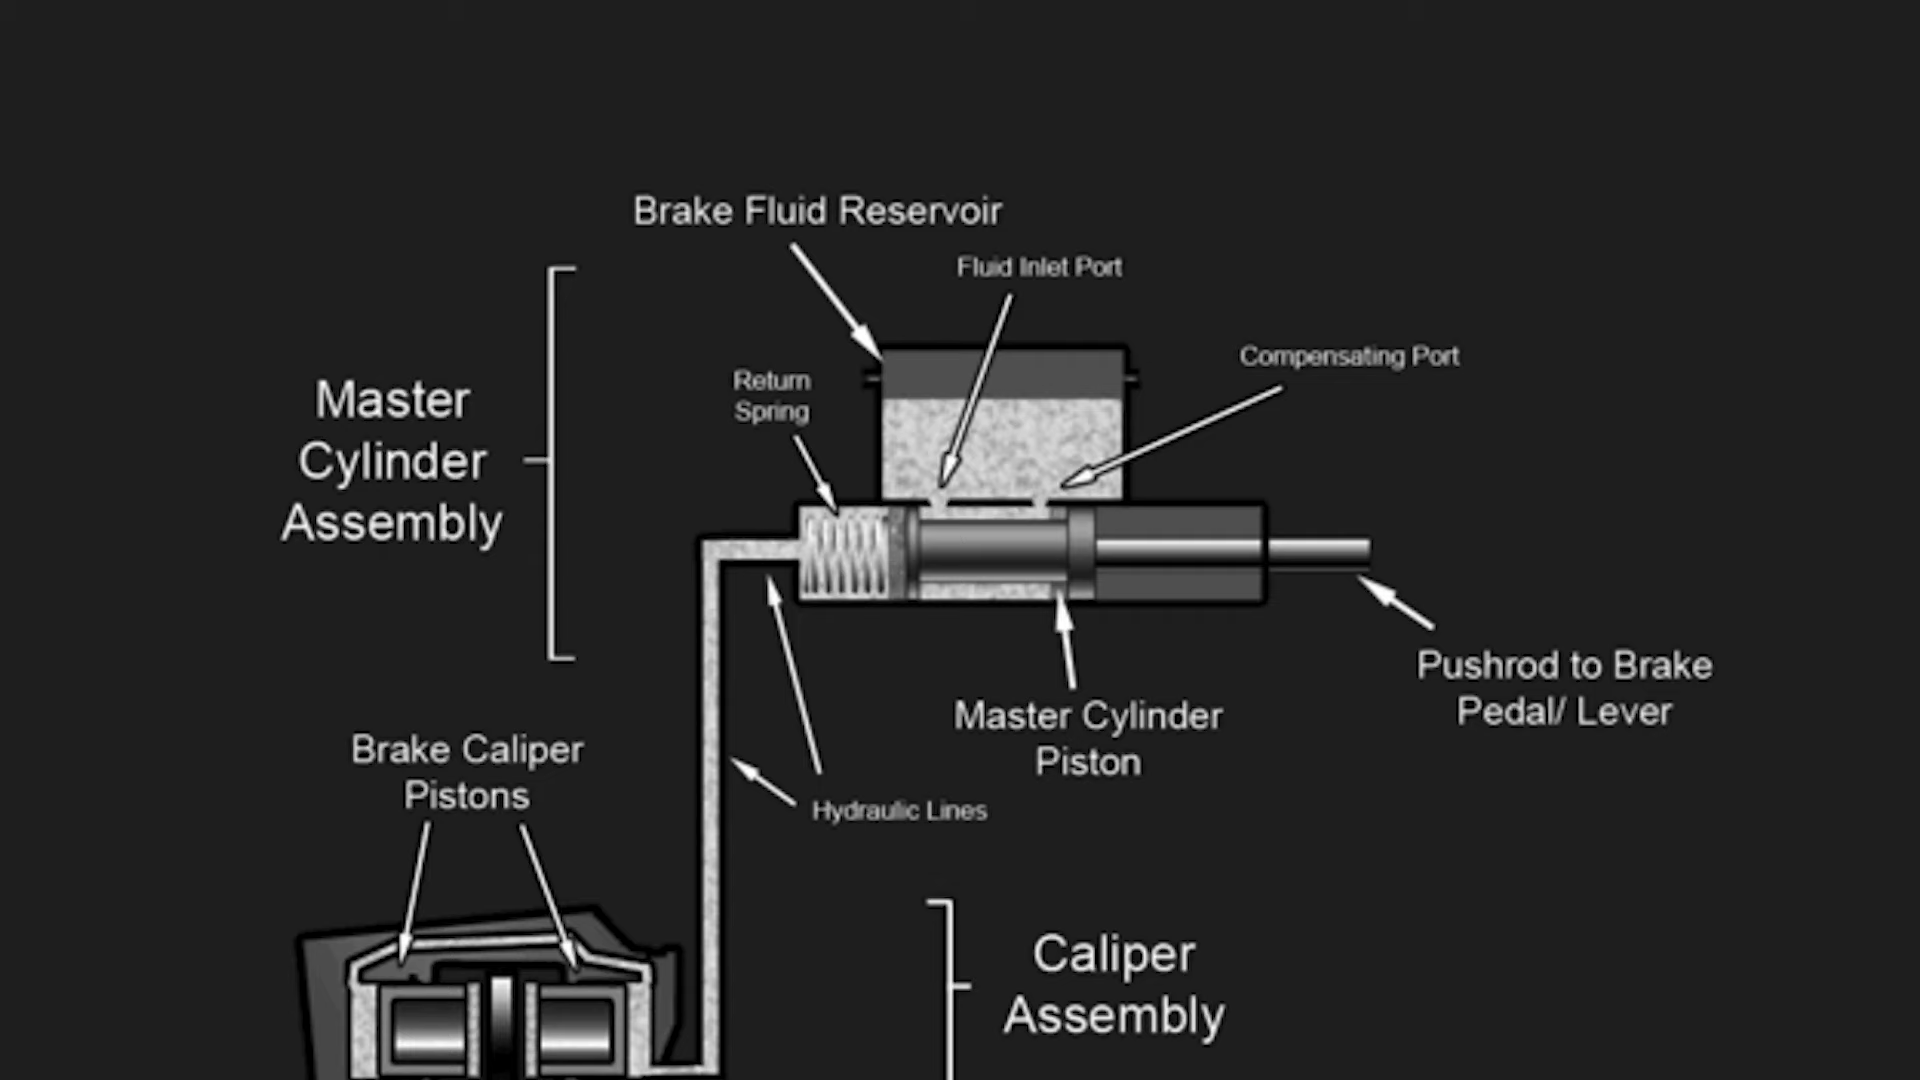 Brake Fluid Reservoir
Fluid Inlet Port
Compensating Port
Return
Spring
Master
Cylinder
Assembly
Pushrod to Brake
Pedal/ Lever
Master Cylinder
Piston
Brake Caliper
Pistons
Hydraulic Lines
Caliper
Assembly